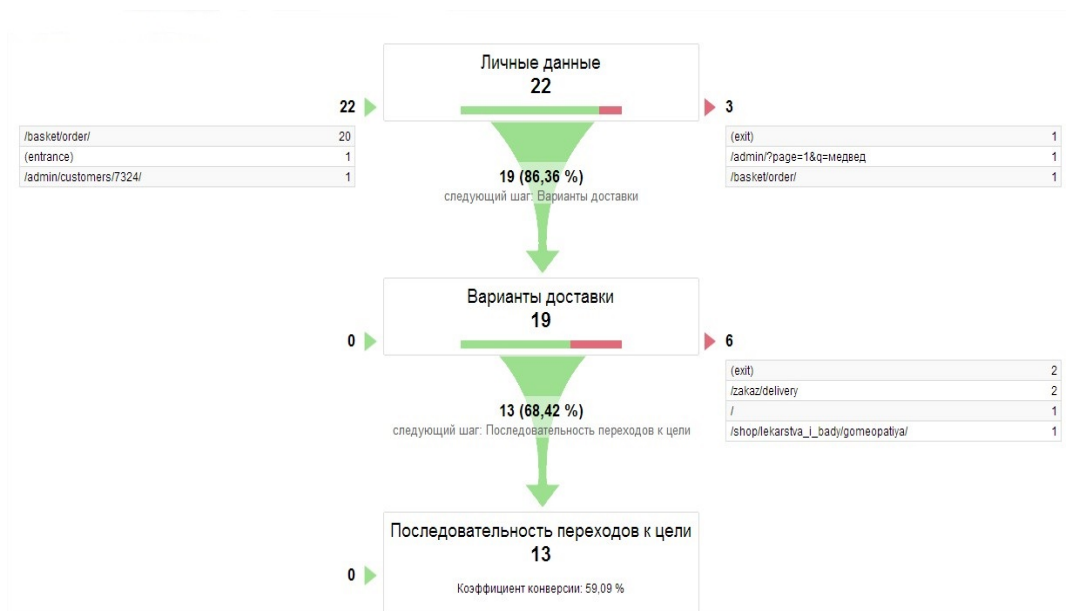 Личные данные
22
22
3
/basket/order/ 20
(entrance) 1
/admin/customers/7324/ 1
(exit) 1
/admin/?page=1&q=медвед 1
/basket/order/ 1
19 (86,36 %)
следующий шаг: Варианты доставки
Варианты доставки
19
0
6
(exit) 2
/zakaz/delivery 2
/ 1
/shop/lekarstva_i_bady/gomeopatiya/ 1
13 (68,42 %)
следующий шаг: Последовательность переходов к цели
Последовательность переходов к цели
13
0
Коэффициент конверсии: 59,09 %